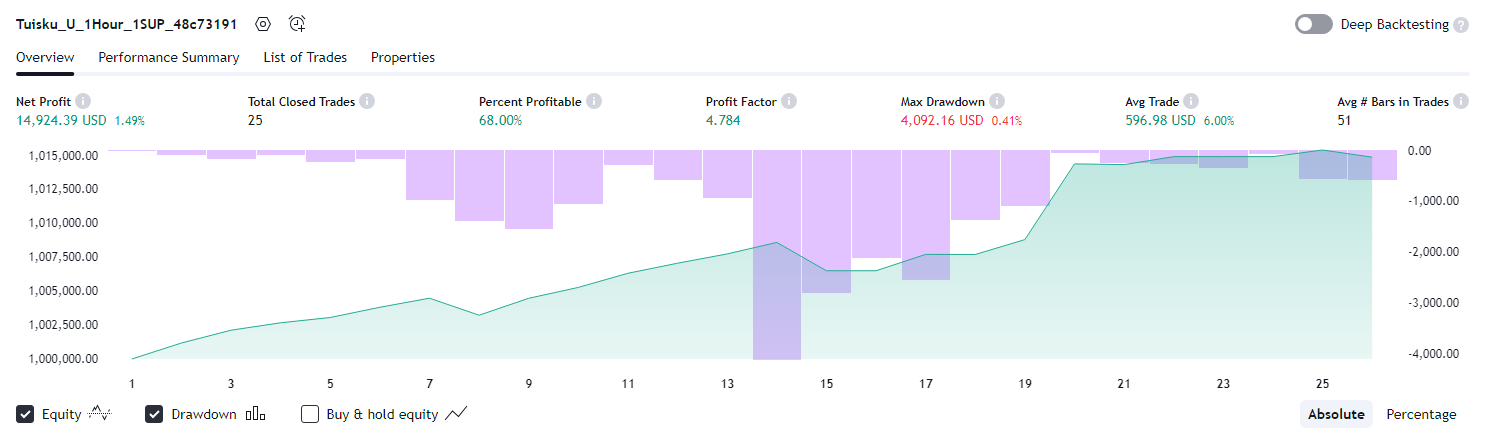 Tuisku_U_1Hour_1SUP_48c73191
Deep Backtesting ?
Overview Performance Summary List of Trades Properties
Net Profit i Total Closed Trades i Percent Profitable i Profit Factor i Max Drawdown i Avg Trade i Avg # Bars in Trades i
14,924.39 USD 1.49% 25 68.00% 4.784 4,092.16 USD 0.41% 596.98 USD 6.00% 51
1,015,000.00
1,012,500.00
1,010,000.00
1,007,500.00
1,005,000.00
1,002,500.00
1,000,000.00
0.00
-1,000.00
-2,000.00
-3,000.00
-4,000.00
1 3 5 7 9 11 13 15 17 19 21 23 25
Equity Drawdown Buy & hold equity Absolute Percentage